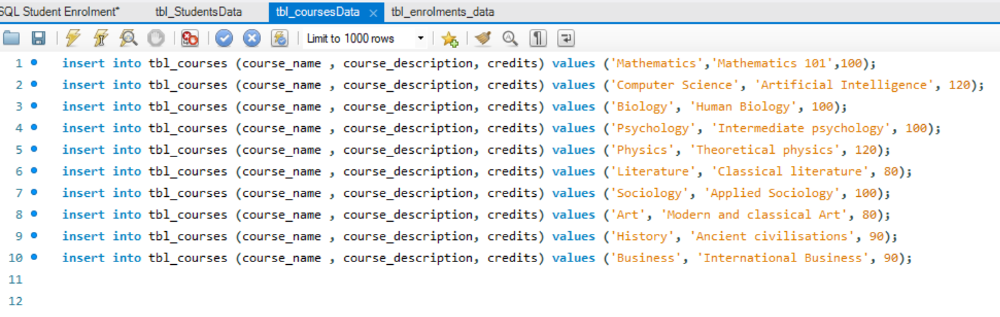 SQL Student Enrolment* tbl_StudentsData tbl_coursesData tbl_enrolments_data
Limit to 1000 rows
1 insert into tbl_courses (course_name , course_description, credits) values ('Mathematics','Mathematics 101',100);
2 insert into tbl_courses (course_name , course_description, credits) values ('Computer Science', 'Artificial Intelligence', 120);
3 insert into tbl_courses (course_name , course_description, credits) values ('Biology', 'Human Biology', 100);
4 insert into tbl_courses (course_name , course_description, credits) values ('Psychology', 'Intermediate psychology', 100);
5 insert into tbl_courses (course_name , course_description, credits) values ('Physics', 'Theoretical physics', 120);
6 insert into tbl_courses (course_name , course_description, credits) values ('Literature', 'Classical literature', 80);
7 insert into tbl_courses (course_name , course_description, credits) values ('Sociology', 'Applied Sociology', 100);
8 insert into tbl_courses (course_name , course_description, credits) values ('Art', 'Modern and classical Art', 80);
9 insert into tbl_courses (course_name , course_description, credits) values ('History', 'Ancient civilisations', 90);
10 insert into tbl_courses (course_name , course_description, credits) values ('Business', 'International Business', 90);
11
12